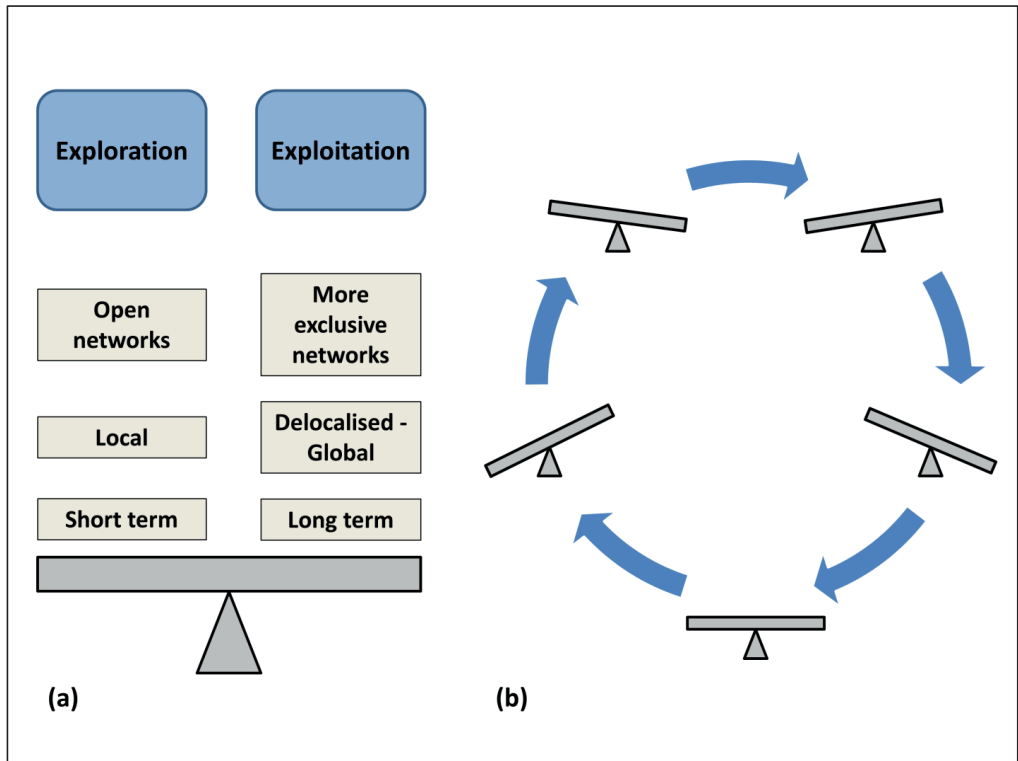 Exploration
Exploitation
Open
networks
More
exclusive
networks
Local
Delocalised -
Global
Short term
Long term
(a)
(b)